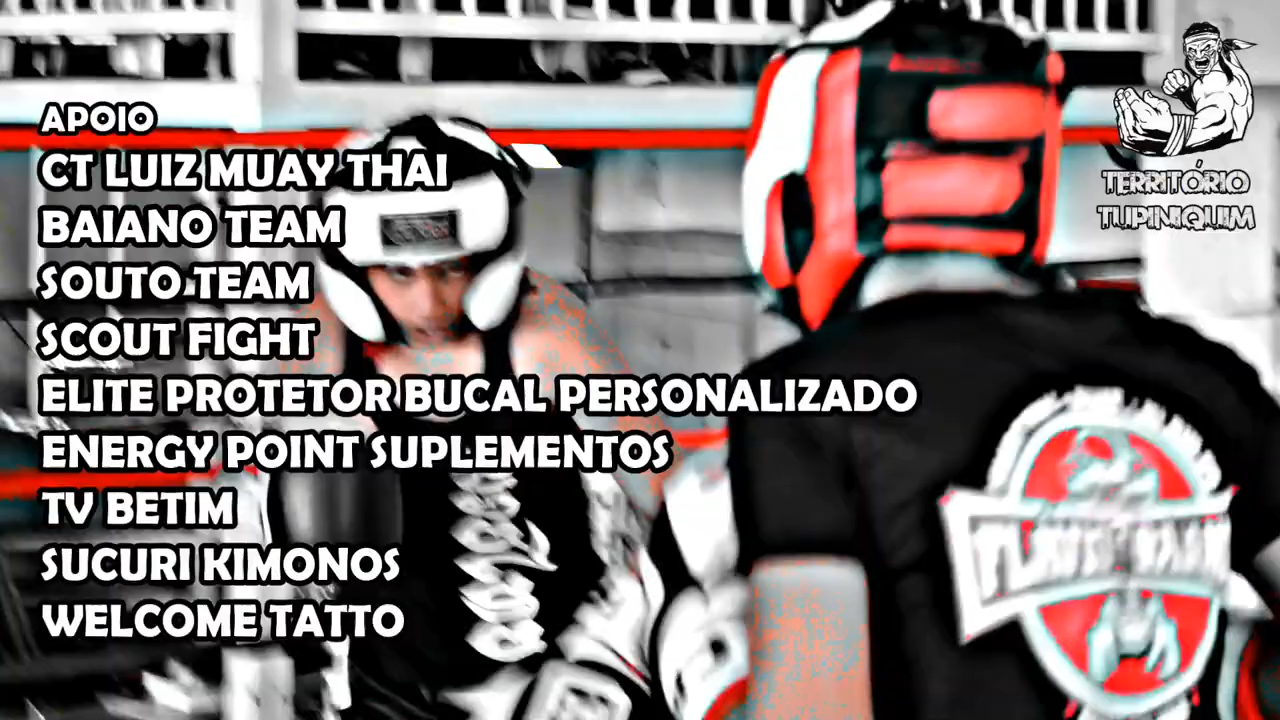 APOIO
CT LUIZ MUAY THAI
BAIANO TEAM
SOUTO TEAM
SCOUT FIGHT
ELITE PROTETOR BUCAL PERSONALIZADO
ENERGY POINT SUPLEMENTOS
TV BETIM
SUCURI KIMONOS
WELCOME TATTO
TERRITÓRIO
TUPINIQUIM